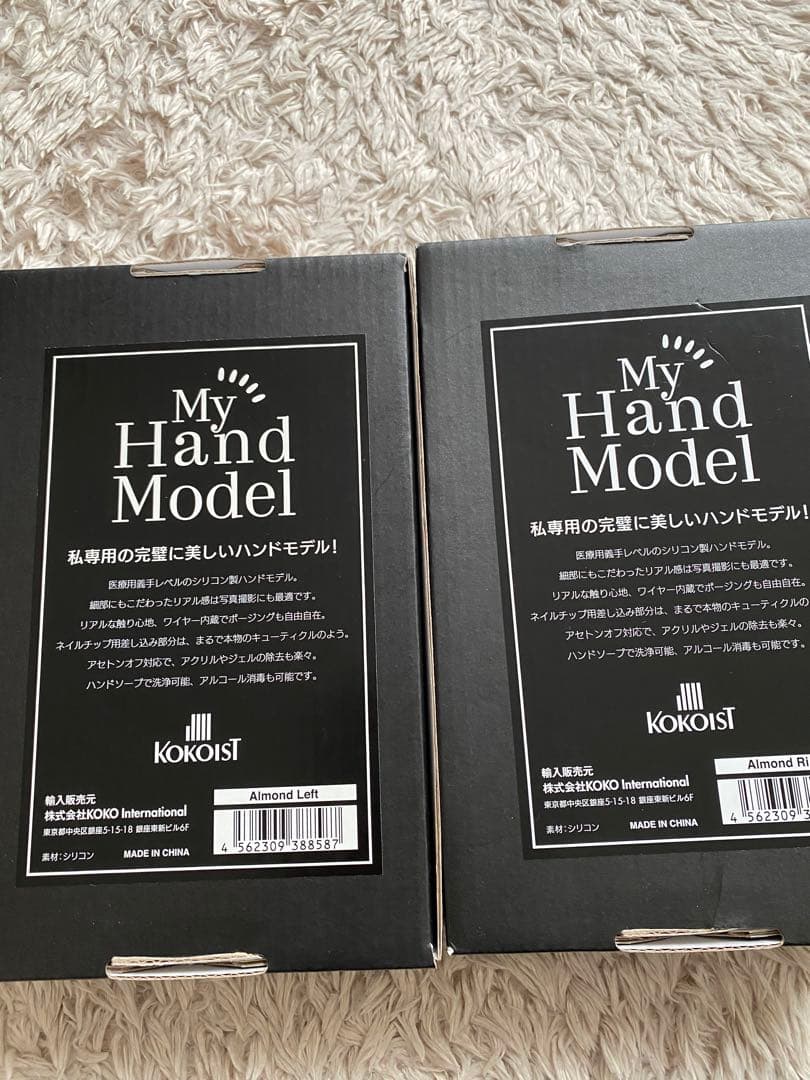 My
Hand
Model
私専用の完璧に美しいハンドモデル!
医療用義手レベルのシリコン製ハンドモデル。
細部にもこだわったリアル感は写真撮影にも最適です。
リアルな触り心地、ワイヤー内蔵でポージングも自由自在。
ネイルチップ用差し込み部分は、まるで本物のキューティクルのよう。
アセトンオフ対応で、アクリルやジェルの除去も楽々。
ハンドソープで洗浄可能、アルコール消毒も可能です。
KOKOIST
輸入販売元
株式会社KOKO International
東京都中央区銀座5-15-18 銀座東新ビル6F
素材:シリコン
MADE IN CHINA
Almond Left
4 562309 388587
My
Hand
Model
私専用の完璧に美しいハンドモデル!
医療用義手レベルのシリコン製ハンドモデル。
細部にもこだわったリアル感は写真撮影にも最適です。
リアルな触り心地、ワイヤー内蔵でポージングも自由自在。
ネイルチップ用差し込み部分は、まるで本物のキューティクルの
アセトンオフ対応で、アクリルやジェルの除去も楽々。
ハンドソープで洗浄可能、アルコール消毒も可能です。
KOKOIST
輸入販売元
株式会社KOKO International
東京都中央区銀座5-15-18 銀座東新ビル6F
素材:シリコン
MADE IN CHINA
Almond Ri
4 562309 3